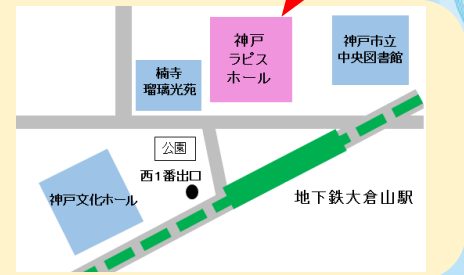 神戸
ラピス
ホール
神戸市立
中央図書館
楠寺
瑠璃光苑
公園
西1番出口
神戸文化ホール
地下鉄大倉山駅